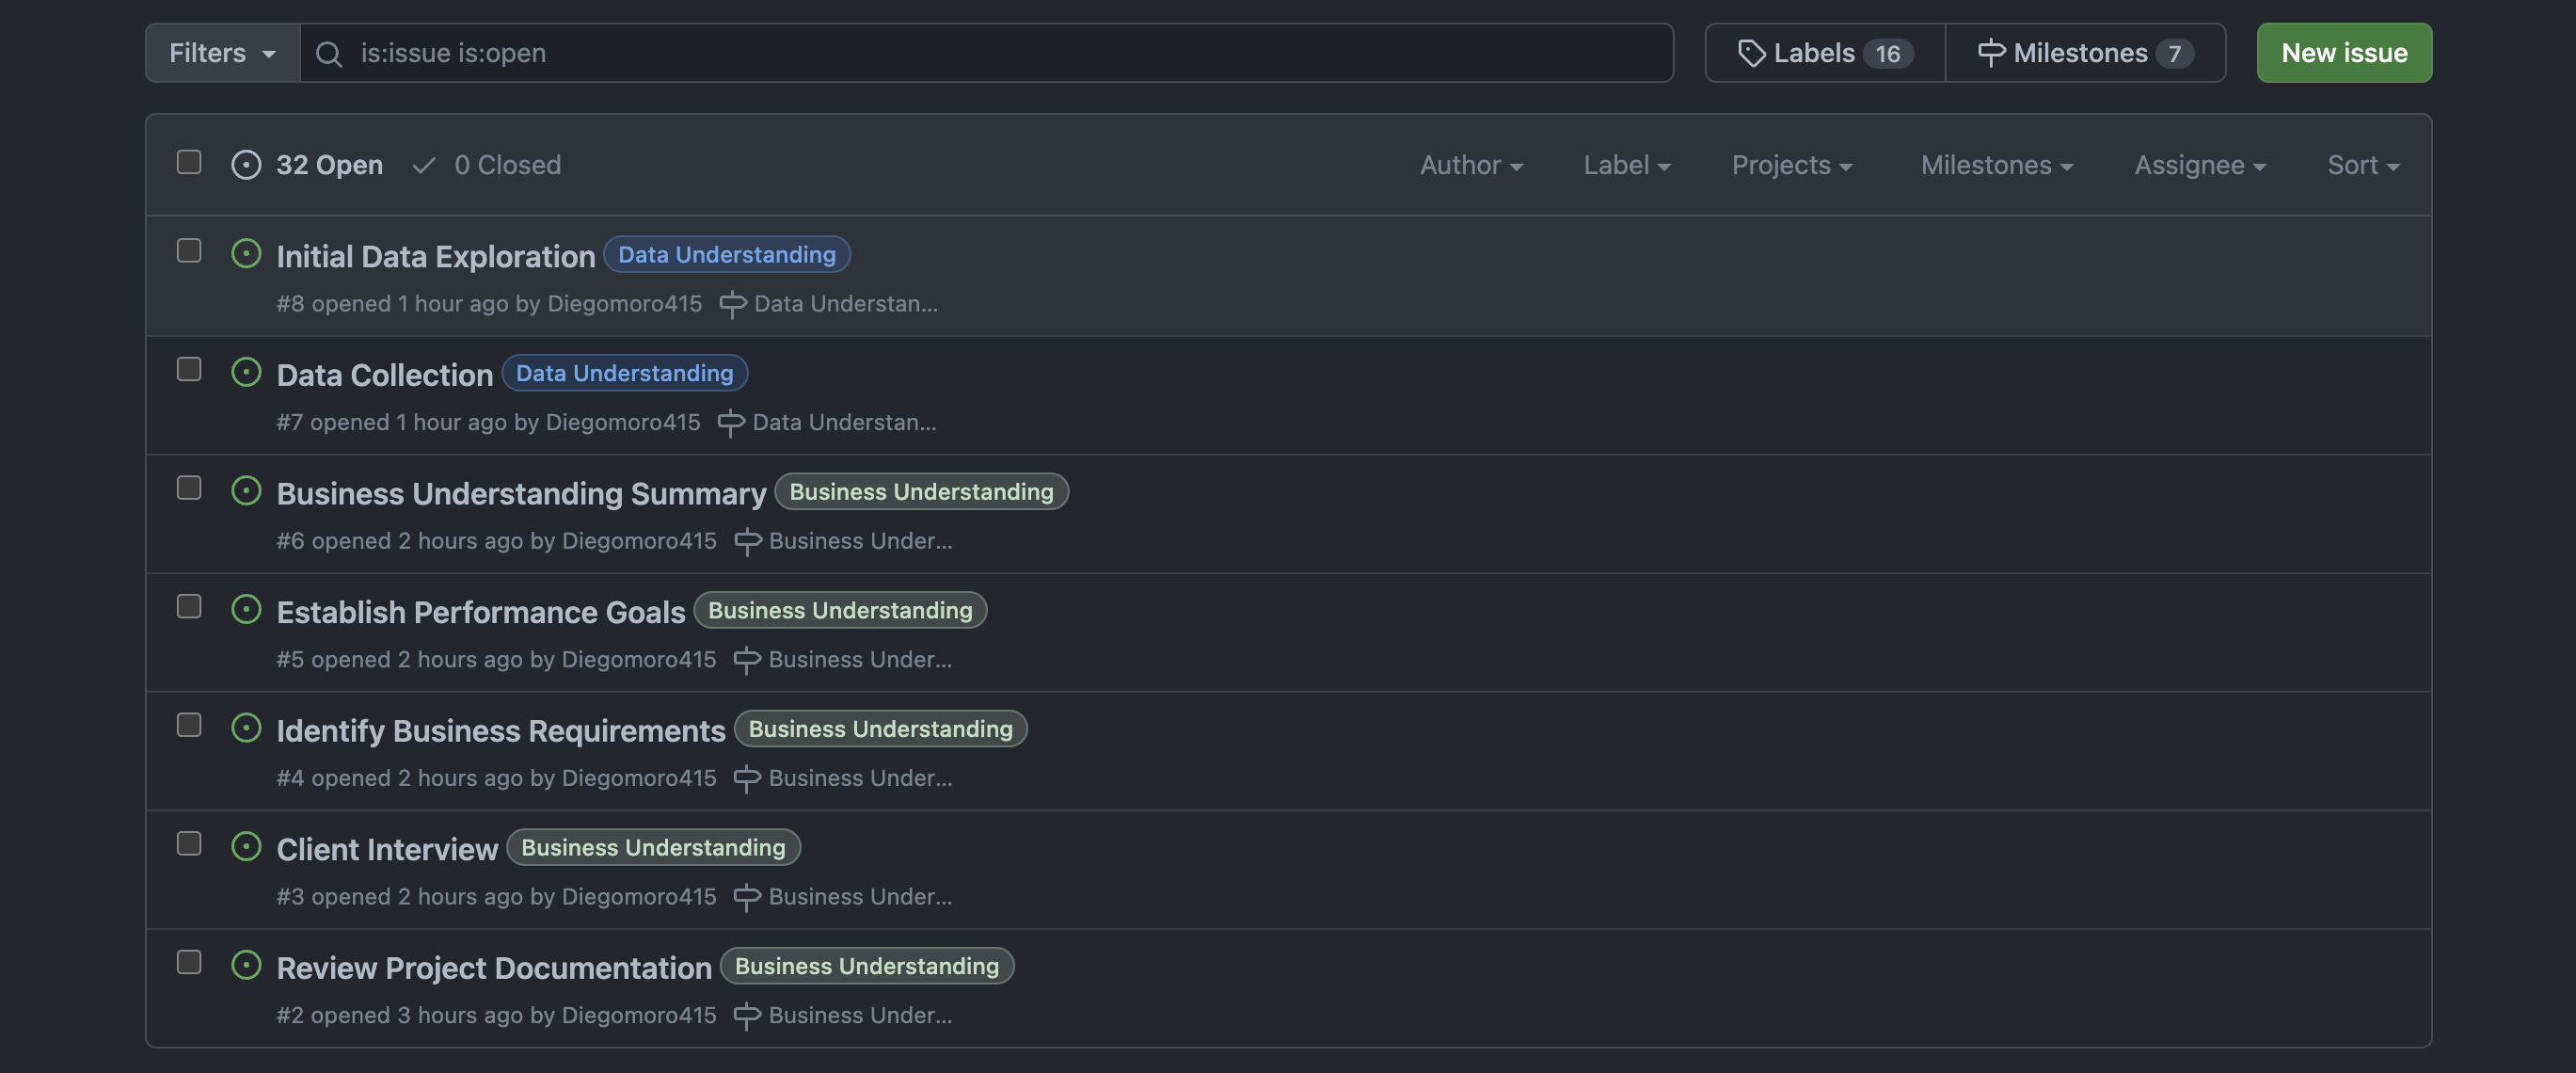 Filters is:issue is:open Labels 16 Milestones 7 New issue
32 Open 0 Closed Author Label Projects Milestones Assignee Sort
Initial Data Exploration Data Understanding
#8 opened 1 hour ago by Diegomoro415 Data Understan...
Data Collection Data Understanding
#7 opened 1 hour ago by Diegomoro415 Data Understan...
Business Understanding Summary Business Understanding
#6 opened 2 hours ago by Diegomoro415 Business Under...
Establish Performance Goals Business Understanding
#5 opened 2 hours ago by Diegomoro415 Business Under...
Identify Business Requirements Business Understanding
#4 opened 2 hours ago by Diegomoro415 Business Under...
Client Interview Business Understanding
#3 opened 2 hours ago by Diegomoro415 Business Under...
Review Project Documentation Business Understanding
#2 opened 3 hours ago by Diegomoro415 Business Under...